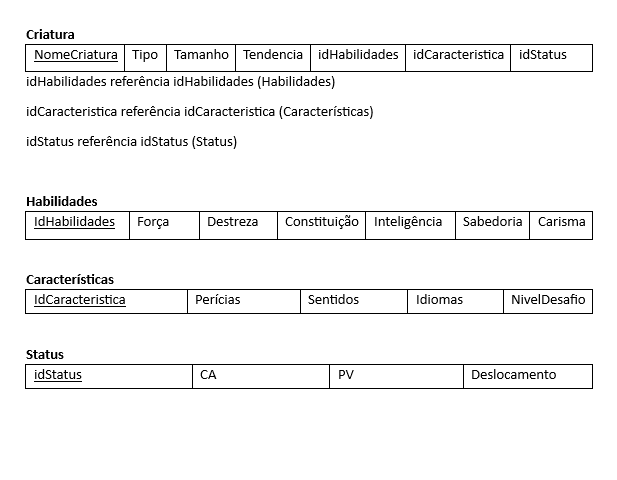 Criatura
NomeCriatura Tipo Tamanho Tendencia idHabilidades idCaracteristica idStatus
idHabilidades referência idHabilidades (Habilidades)
idCaracteristica referência idCaracteristica (Características)
idStatus referência idStatus (Status)
Habilidades
IdHabilidades Força Destreza Constituição Inteligência Sabedoria Carisma
Características
IdCaracteristica Perícias Sentidos Idiomas NivelDesafio
Status
idStatus CA PV Deslocamento